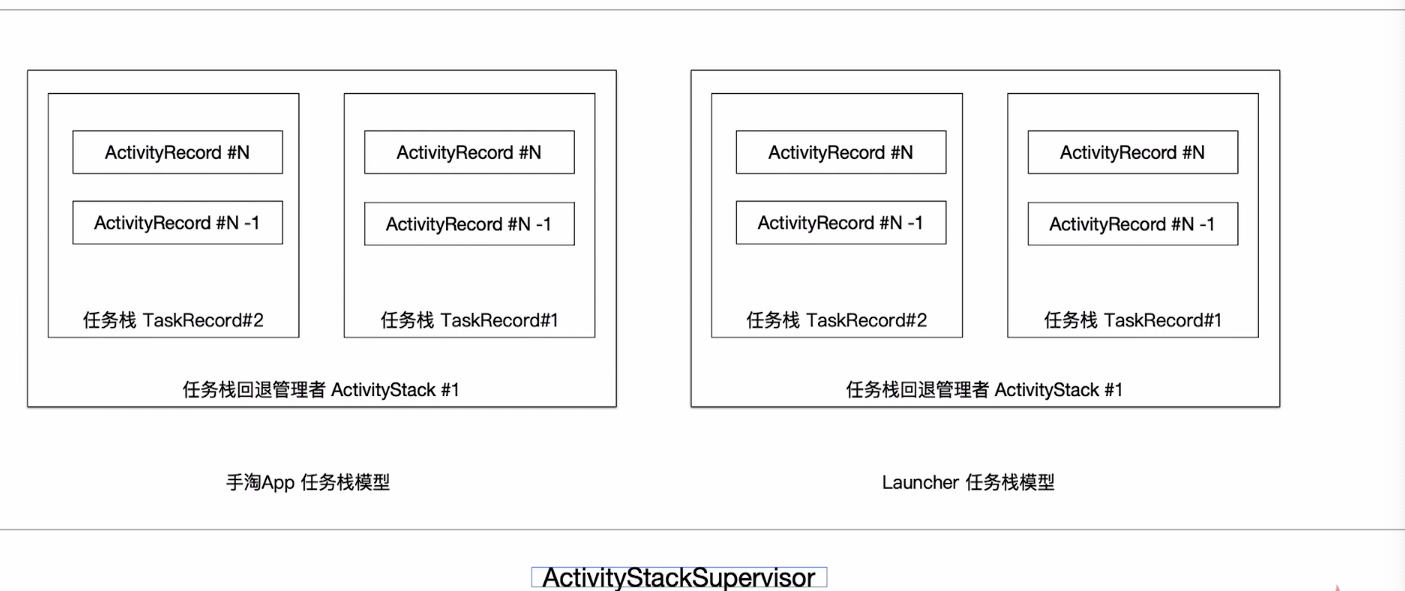 ActivityRecord #N
ActivityRecord #N -1
任务栈 TaskRecord#2
ActivityRecord #N
ActivityRecord #N -1
任务栈 TaskRecord#1
任务栈回退管理者 ActivityStack #1
手淘App 任务栈模型
ActivityRecord #N
ActivityRecord #N -1
任务栈 TaskRecord#2
ActivityRecord #N
ActivityRecord #N -1
任务栈 TaskRecord#1
任务栈回退管理者 ActivityStack #1
Launcher 任务栈模型
ActivityStackSupervisor